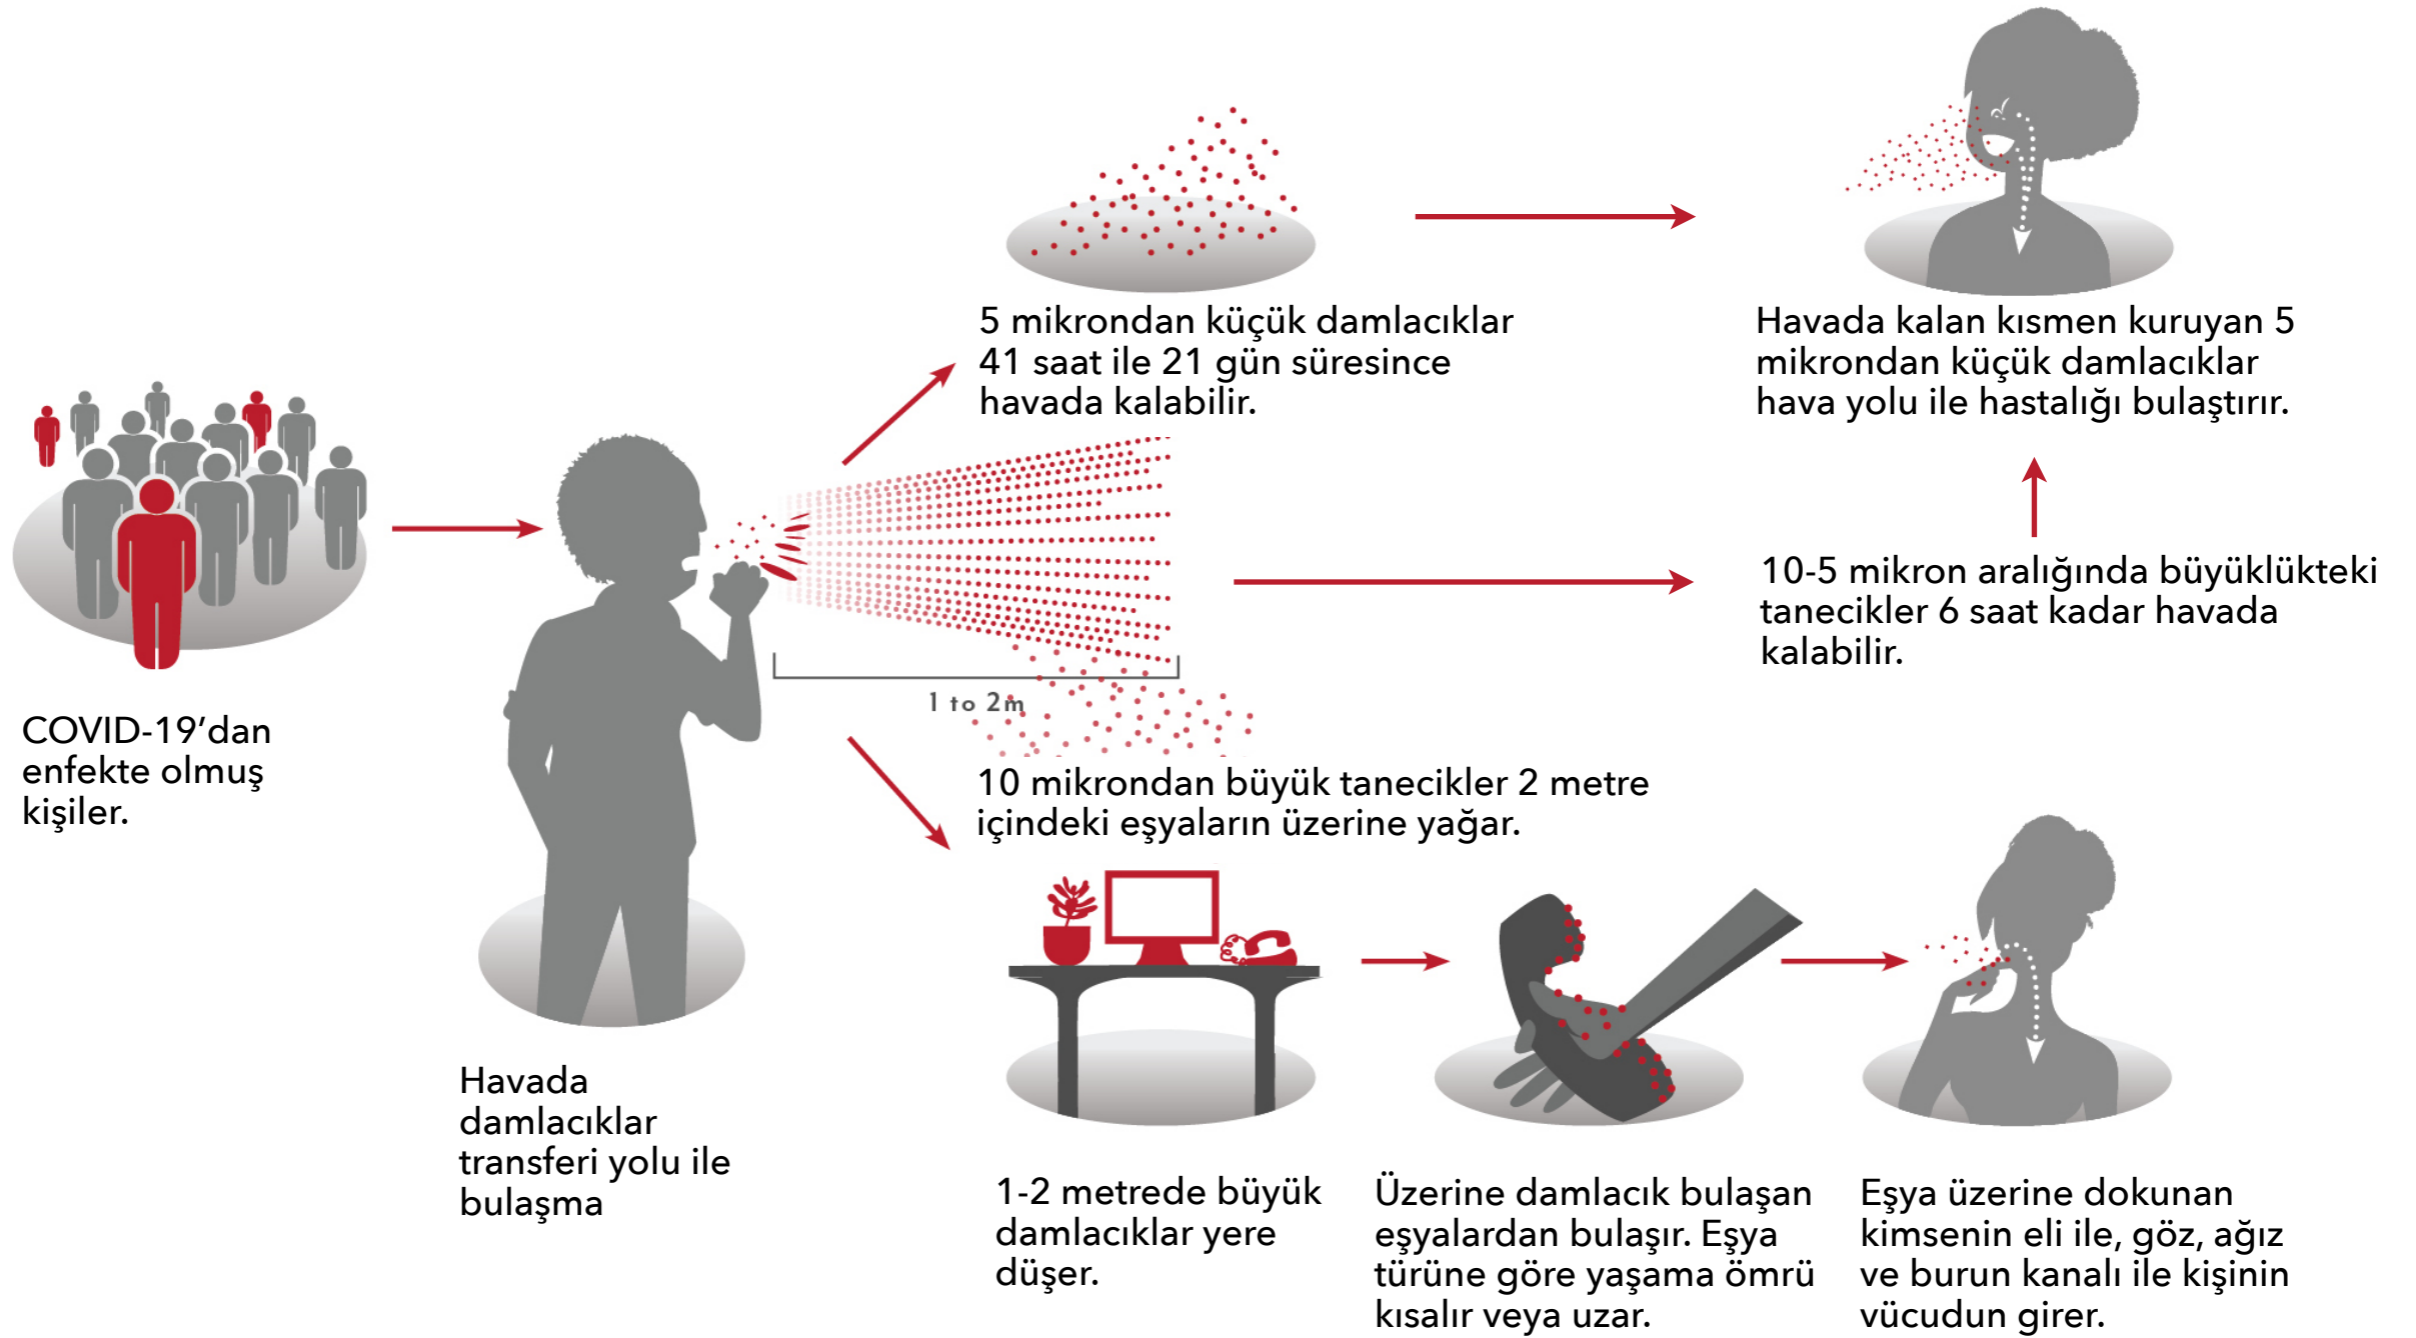 5 mikrondan küçük damlacıklar
41 saat ile 21 gün süresince
havada kalabilir.
Havada kalan kısmen kuruyan 5
mikrondan küçük damlacıklar
hava yolu ile hastalığı bulaştırır.
10-5 mikron aralığında büyüklükteki
tanecikler 6 saat kadar havada
kalabilir.
COVID-19’dan
enfekte olmuş
kişiler.
1 to 2m
10 mikrondan büyük tanecikler 2 metre
içindeki eşyaların üzerine yağar.
Havada
damlacıklar
transferi yolu ile
bulaşma
1-2 metrede büyük
damlacıklar yere
düşer.
Üzerine damlacık bulaşan
eşyalardan bulaşır. Eşya
türüne göre yaşama ömrü
kısalır veya uzar.
Eşya üzerine dokunan
kimsenin eli ile, göz, ağız
ve burun kanalı ile kişinin
vücudun girer.